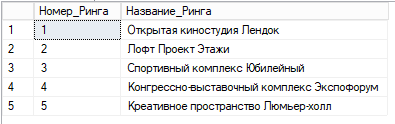 Номер_Ринга Название_Ринга
1 1 Открытая киностудия Лендок
2 2 Лофт Проект Этажи
3 3 Спортивный комплекс Юбилейный
4 4 Конгрессно-выставочный комплекс Экспофорум
5 5 Креативное пространство Люмьер-холл